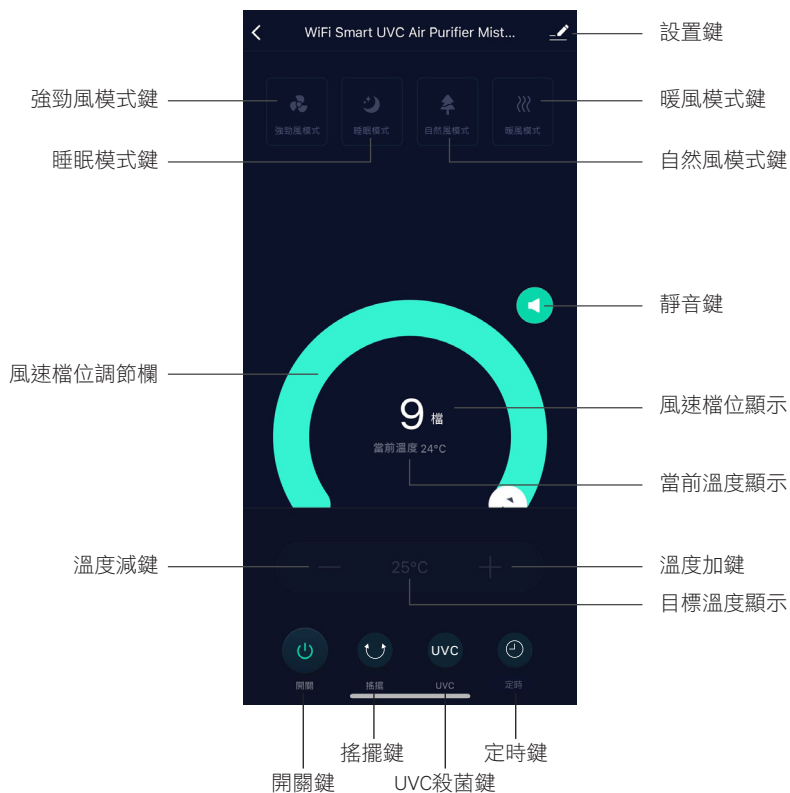 WiFi Smart UVC Air Purifier Mist...
設置鍵
強勁風模式鍵
暖風模式鍵
強勁風模式
睡眠模式
自然風模式
暖風模式
睡眠模式鍵
自然風模式鍵
靜音鍵
風速檔位調節欄
9 檔
風速檔位顯示
當前溫度 24°C
當前溫度顯示
溫度減鍵
25°C
溫度加鍵
目標溫度顯示
UVC
開關
搖擺
UVC
定時
搖擺鍵
定時鍵
開關鍵
UVC殺菌鍵